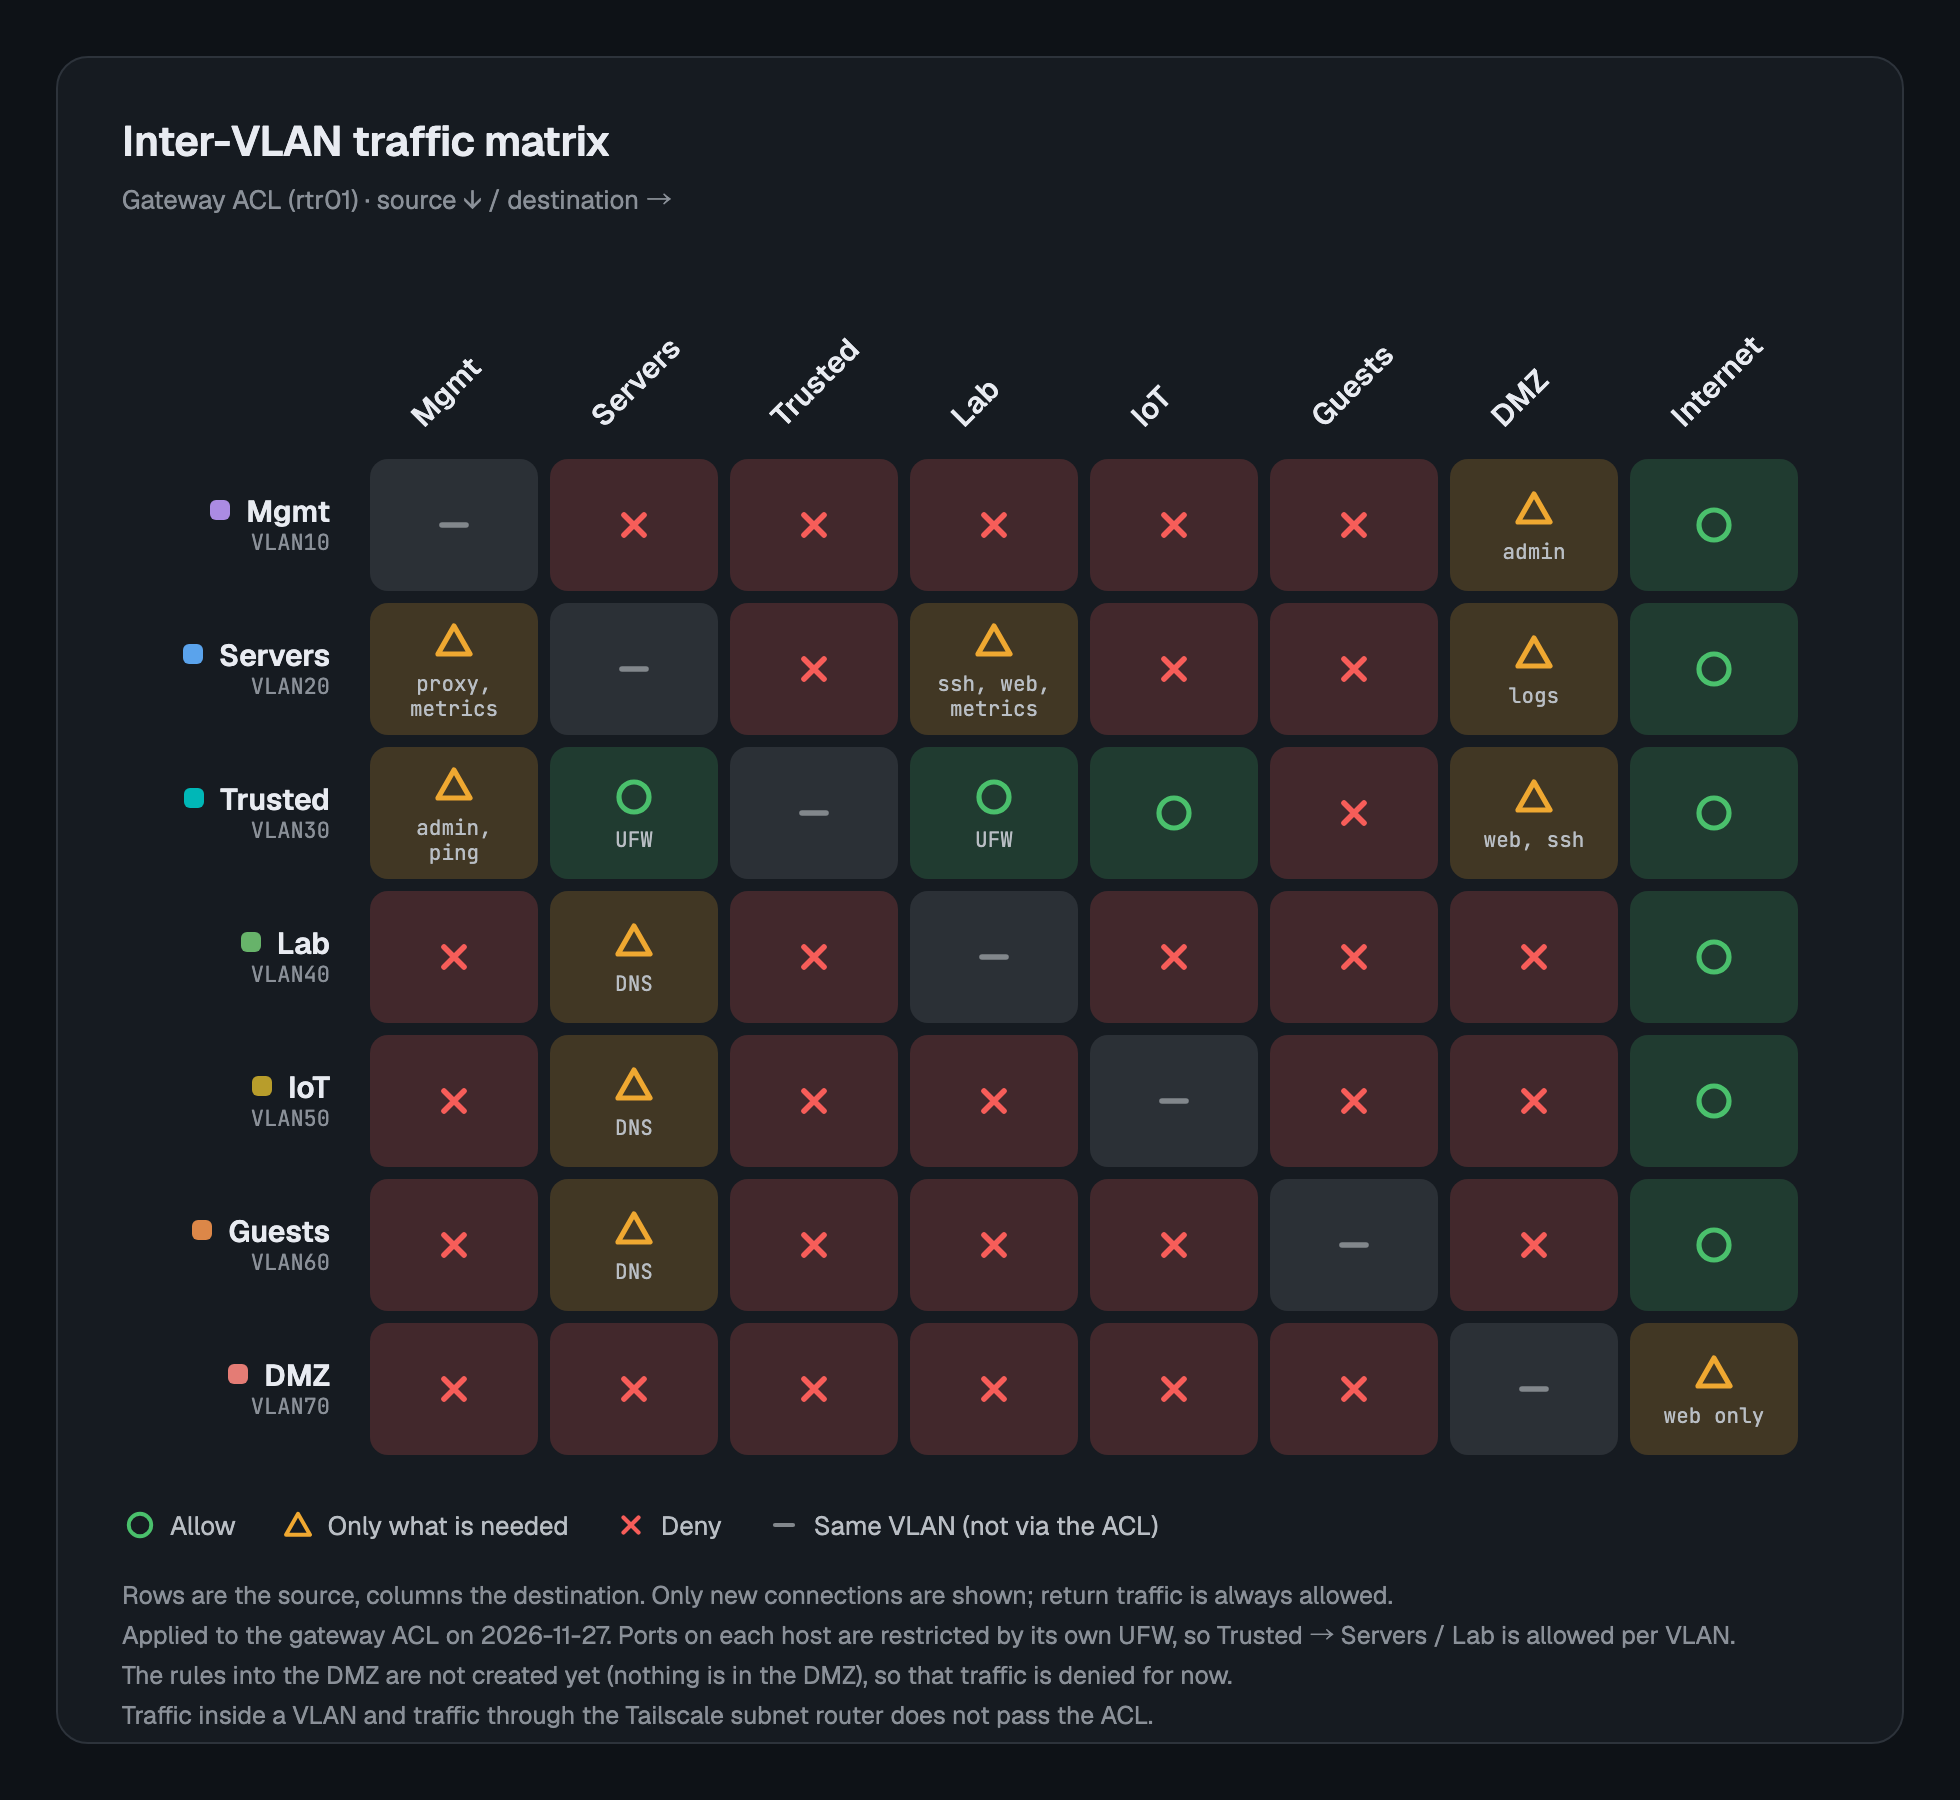 Inter-VLAN traffic matrix
Gateway ACL (rtr01) · source ↓ / destination →
Mgmt Servers Trusted Lab IoT Guests DMZ Internet
Mgmt
VLAN10
admin
Servers
VLAN20
proxy,
metrics
ssh, web,
metrics
logs
Trusted
VLAN30
admin,
ping
UFW
UFW
web, ssh
Lab
VLAN40
DNS
IoT
VLAN50
DNS
Guests
VLAN60
DNS
DMZ
VLAN70
web only
Allow Only what is needed Deny Same VLAN (not via the ACL)
Rows are the source, columns the destination. Only new connections are shown; return traffic is always allowed.
Applied to the gateway ACL on 2026-11-27. Ports on each host are restricted by its own UFW, so Trusted → Servers / Lab is allowed per VLAN.
The rules into the DMZ are not created yet (nothing is in the DMZ), so that traffic is denied for now.
Traffic inside a VLAN and traffic through the Tailscale subnet router does not pass the ACL.